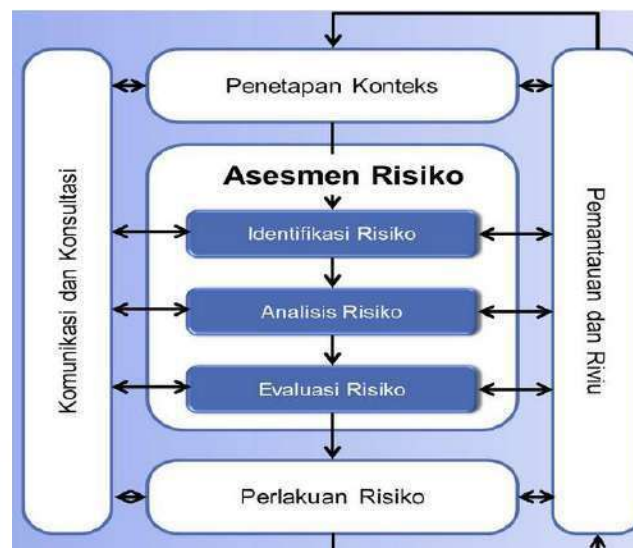 Penetapan Konteks
Asesmen Risiko
Identifikasi Risiko
Analisis Risiko
Evaluasi Risiko
Perlakuan Risiko
Komunikasi dan Konsultasi
Pemantauan dan Riviu